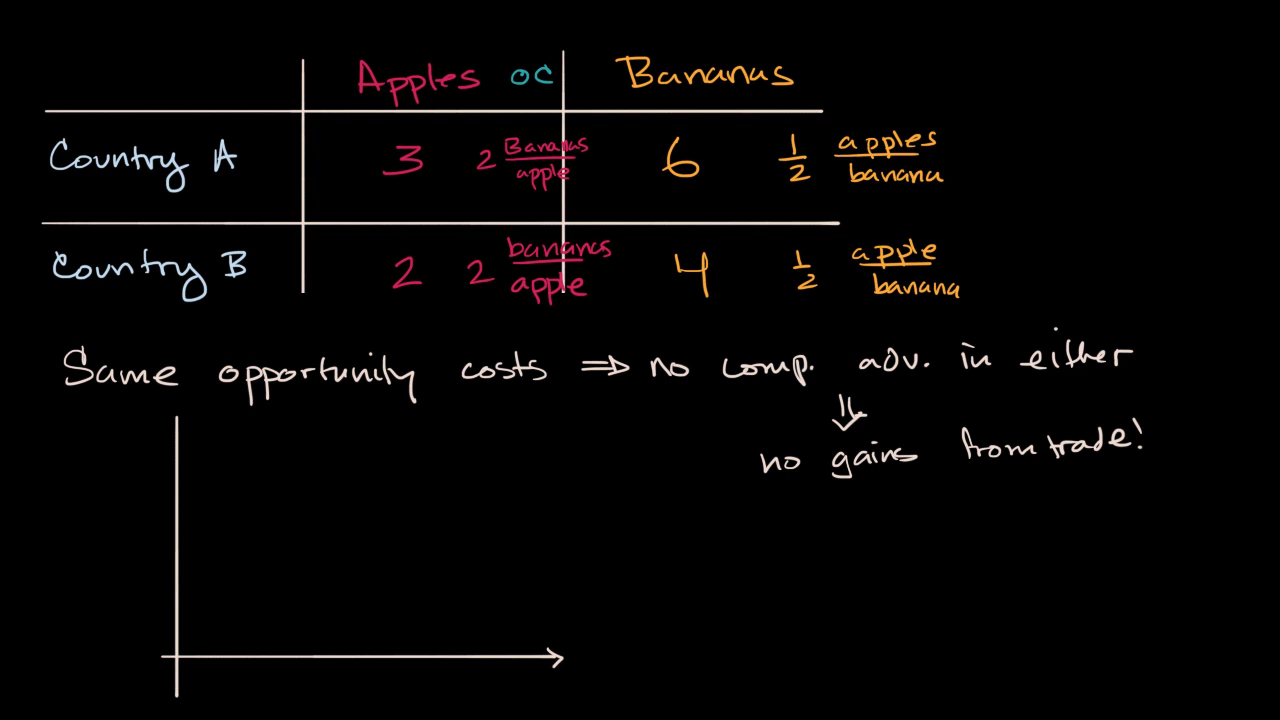 Apples OC Bananas
Country A 3 2 Bananas/apple 6 1/2 apples/banana
Country B 2 2 bananas/apple 4 1/2 apple/banana
Same opportunity costs ⇒ no comp. adv. in either
⇓
no gains from trade!